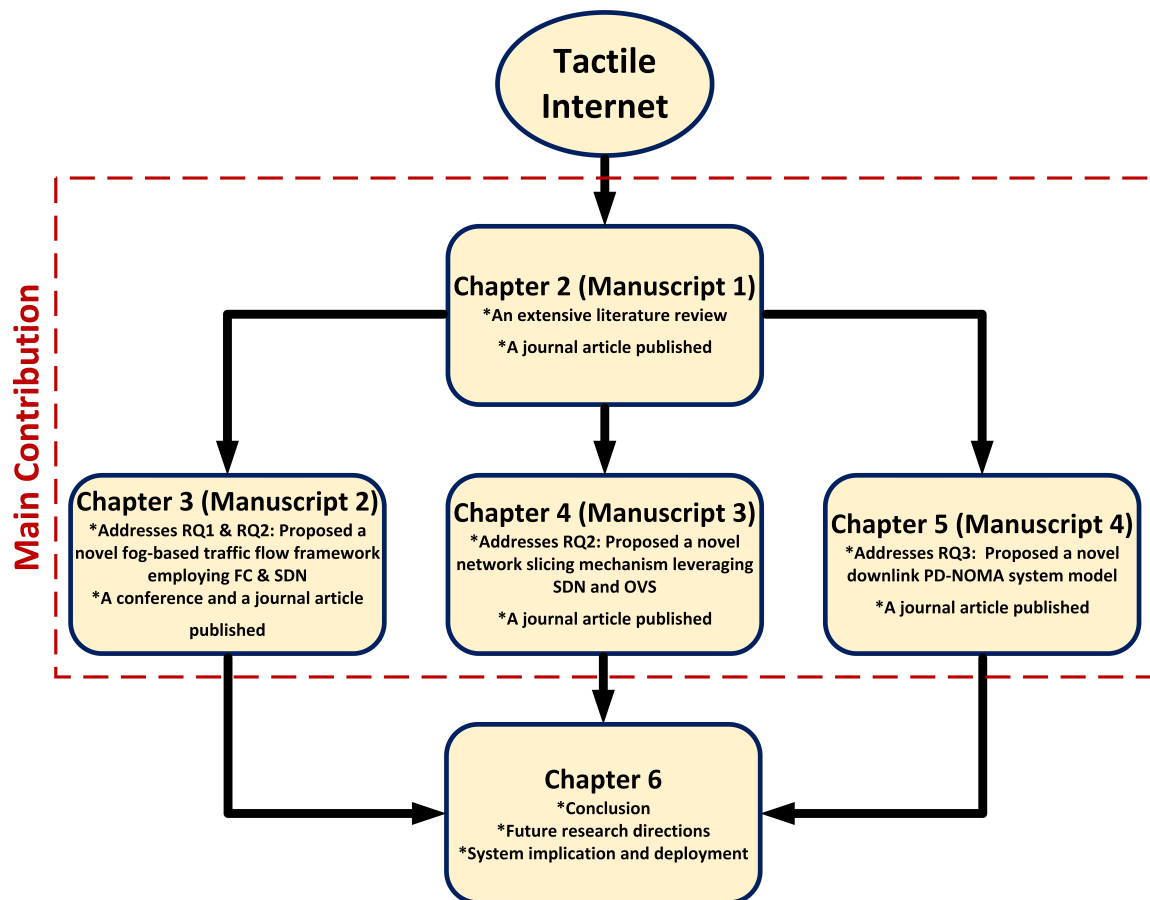 Tactile
Internet
Main Contribution
Chapter 2 (Manuscript 1)
*An extensive literature review
*A journal article published
Chapter 3 (Manuscript 2)
*Addresses RQ1 & RQ2: Proposed a
novel fog-based traffic flow framework
employing FC & SDN
*A conference and a journal article
published
Chapter 4 (Manuscript 3)
*Addresses RQ2: Proposed a novel
network slicing mechanism leveraging
SDN and OVS
*A journal article published
Chapter 5 (Manuscript 4)
*Addresses RQ3:  Proposed a novel
downlink PD-NOMA system model
*A journal article published
Chapter 6
*Conclusion
*Future research directions
*System implication and deployment